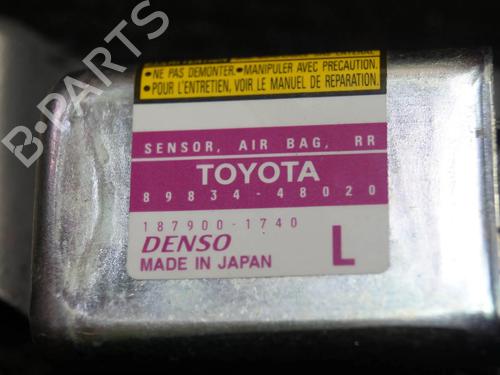 • NE PAS DEMONTER. • MANIPULER AVEC PRECAUTION.
• POUR L'ENTRETIEN, VOIR LE MANUEL DE REPARATION.
SENSOR, AIR BAG, RR
TOYOTA
89834-48020
187900-1740
DENSO
MADE IN JAPAN
L
B-PARTS